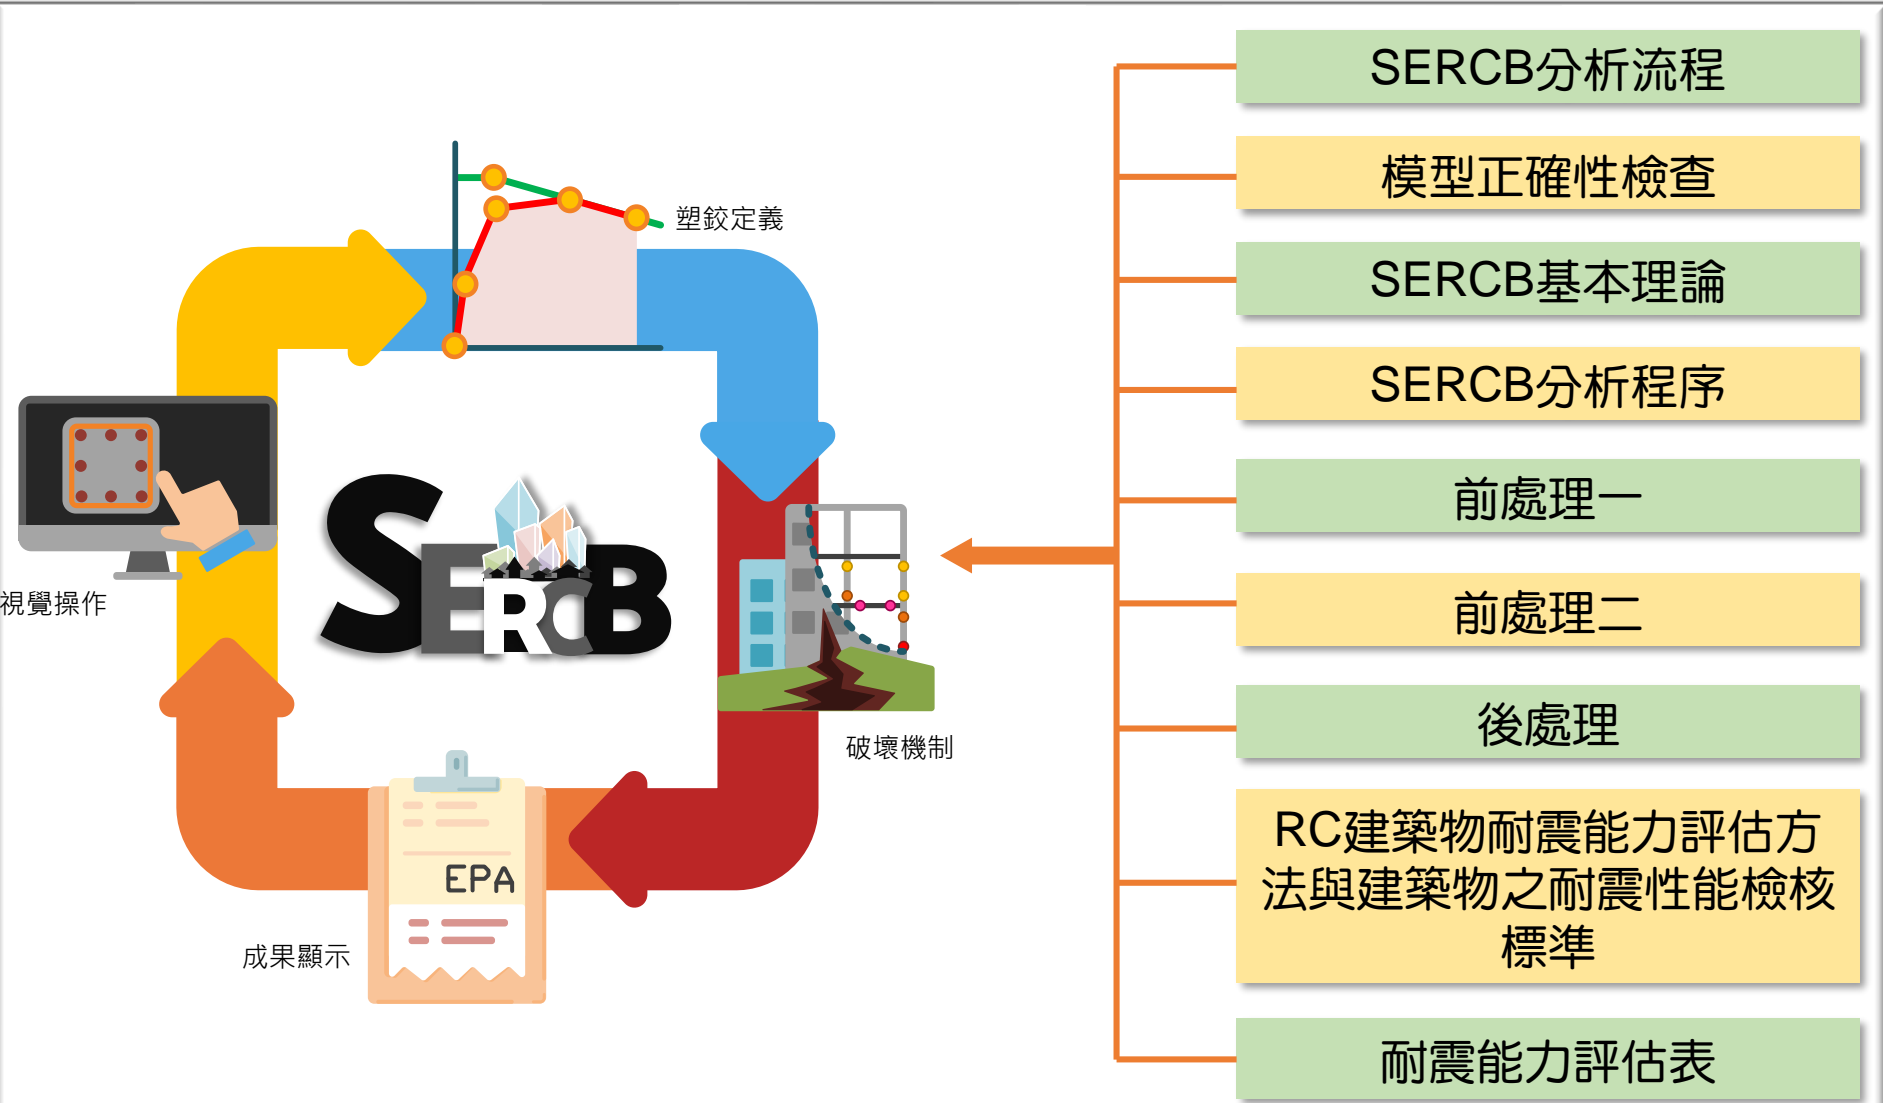 塑鉸定義
視覺操作
SERCB
破壞機制
EPA
成果顯示
SERCB分析流程
模型正確性檢查
SERCB基本理論
SERCB分析程序
前處理一
前處理二
後處理
RC建築物耐震能力評估方
法與建築物之耐震性能檢核
標準
耐震能力評估表